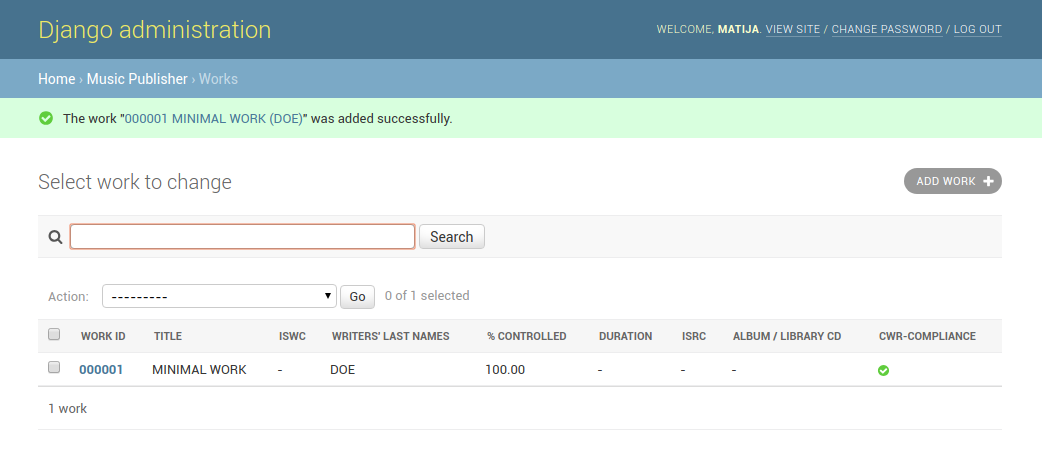 Django administration
WELCOME, MATIJA. VIEW SITE / CHANGE PASSWORD / LOG OUT
Home › Music Publisher › Works
The work "000001 MINIMAL WORK (DOE)" was added successfully.
Select work to change
ADD WORK +
Search
Action: --------- Go 0 of 1 selected
WORK ID TITLE ISWC WRITERS' LAST NAMES % CONTROLLED DURATION ISRC ALBUM / LIBRARY CD CWR-COMPLIANCE
000001 MINIMAL WORK - DOE 100.00 - - -
1 work